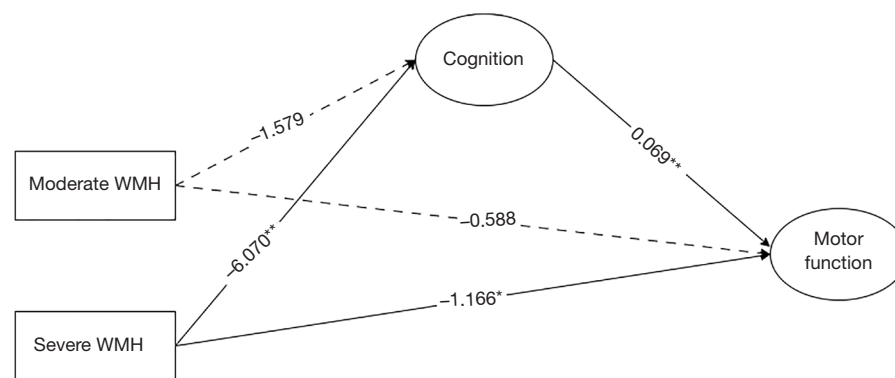 Cognition
–1.579
0.069**
Moderate WMH
–0.588
Motor
function
–6.070**
–1.166*
Severe WMH